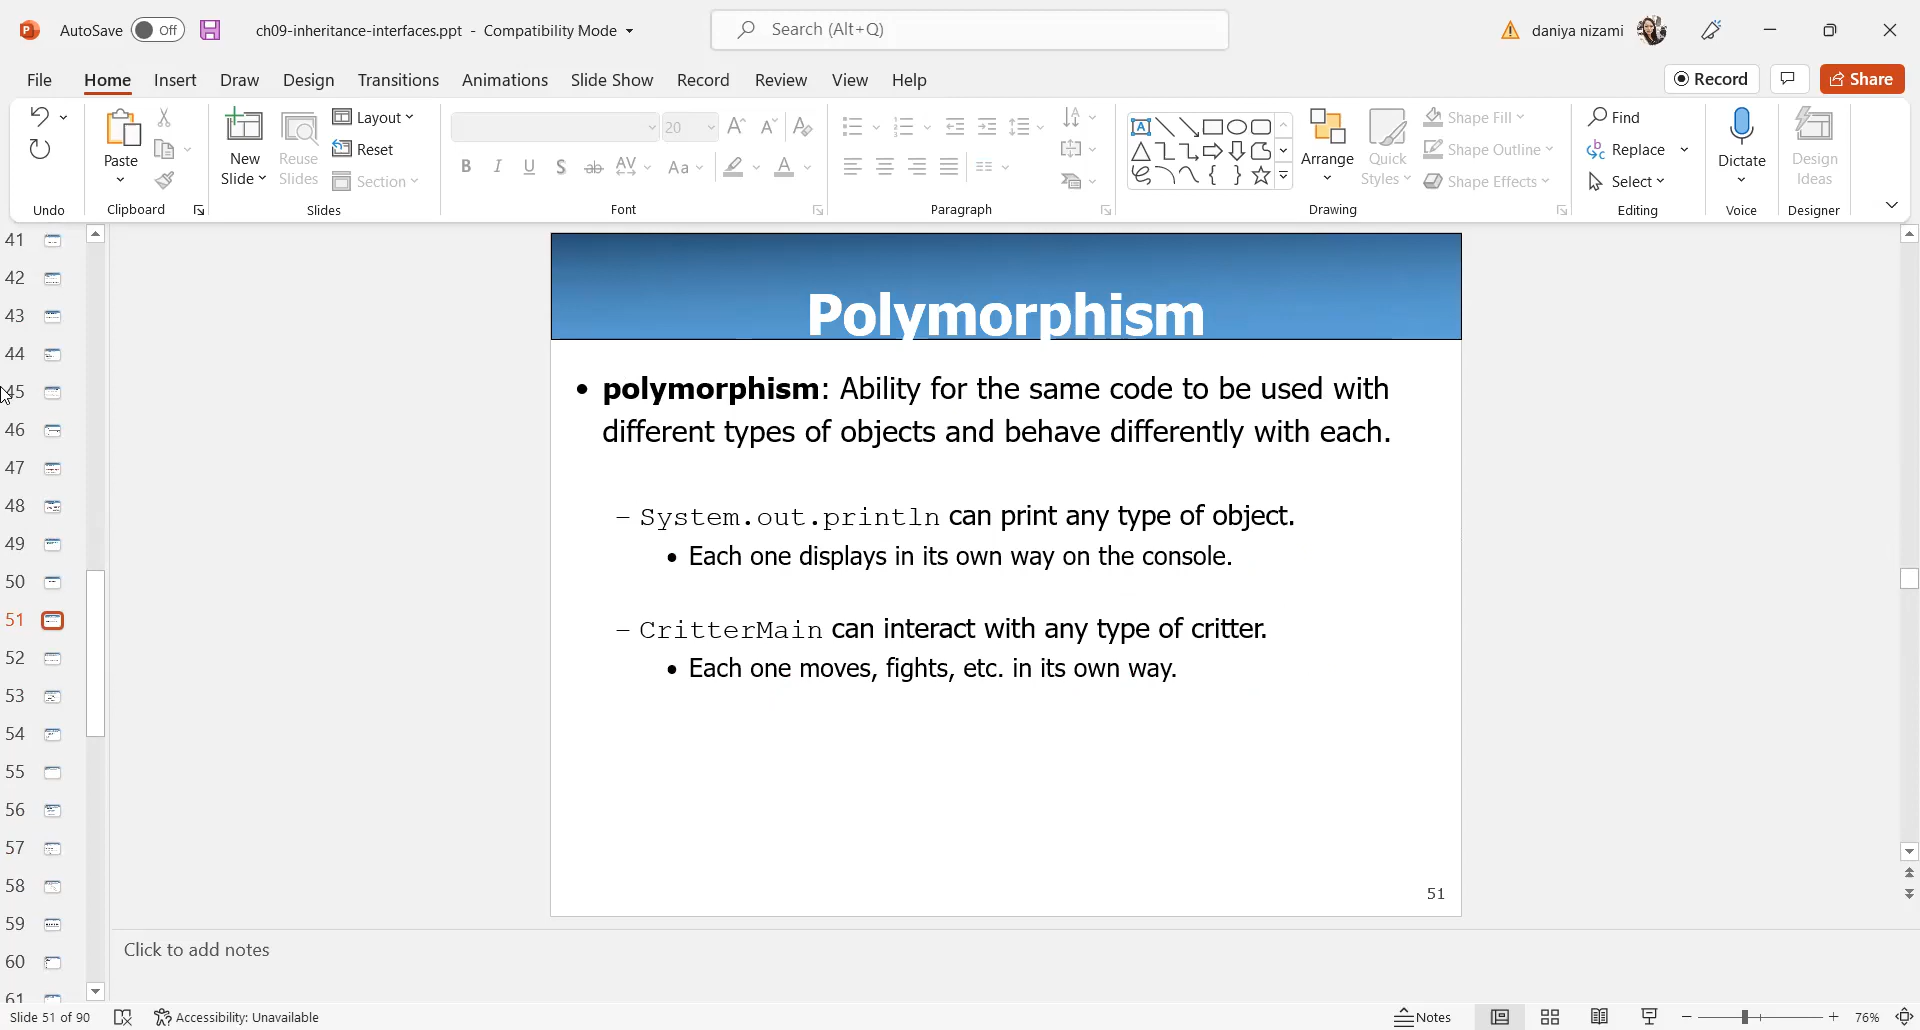 AutoSave Off ch09-inheritance-interfaces.ppt - Compatibility Mode Search (Alt+Q) daniya nizami
File Home Insert Draw Design Transitions Animations Slide Show Record Review View Help Record Share
Undo
Paste
Clipboard
New Slide
Reuse Slides
Layout
Reset
Section
Slides
20
B I U S ab AV Aa A
Font
Paragraph
Arrange
Quick Styles
Shape Fill
Shape Outline
Shape Effects
Drawing
Find
Replace
Select
Editing
Dictate
Voice
Design Ideas
Designer
41
42
43
44
45
46
47
48
49
50
51
52
53
54
55
56
57
58
59
60
61
Polymorphism
• polymorphism: Ability for the same code to be used with
different types of objects and behave differently with each.
– System.out.println can print any type of object.
• Each one displays in its own way on the console.
– CritterMain can interact with any type of critter.
• Each one moves, fights, etc. in its own way.
51
Click to add notes
Slide 51 of 90 Accessibility: Unavailable Notes 76%